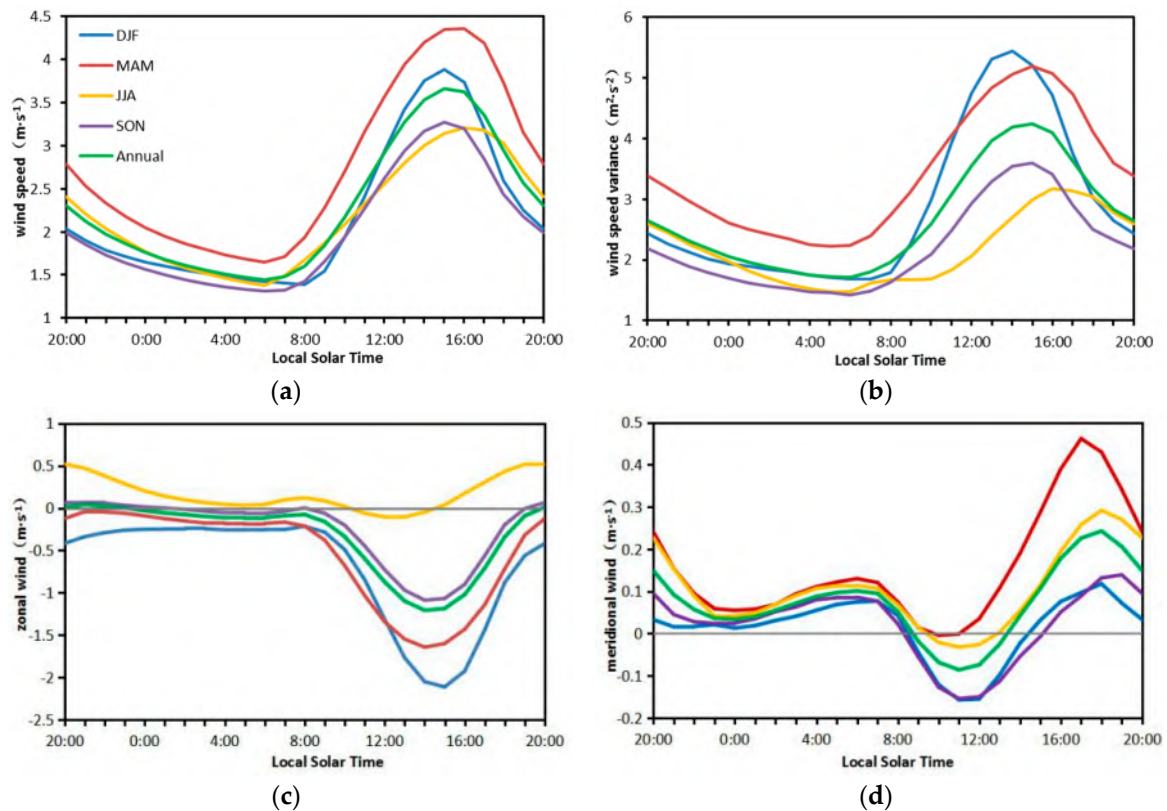 4.5
4
3.5
3
2.5
2
1.5
1
wind speed (m·s⁻¹)
DJF
MAM
JJA
SON
Annual
20:00 0:00 4:00 8:00 12:00 16:00 20:00
Local Solar Time
(a)
6
5
4
3
2
1
wind speed variance (m²·s⁻²)
20:00 0:00 4:00 8:00 12:00 16:00 20:00
Local Solar Time
(b)
1
0.5
0
-0.5
-1
-1.5
-2
-2.5
zonal wind (m·s⁻¹)
20:00 0:00 4:00 8:00 12:00 16:00 20:00
Local Solar Time
(c)
0.5
0.4
0.3
0.2
0.1
0
-0.1
-0.2
meridional wind (m·s⁻¹)
20:00 0:00 4:00 8:00 12:00 16:00 20:00
Local Solar Time
(d)